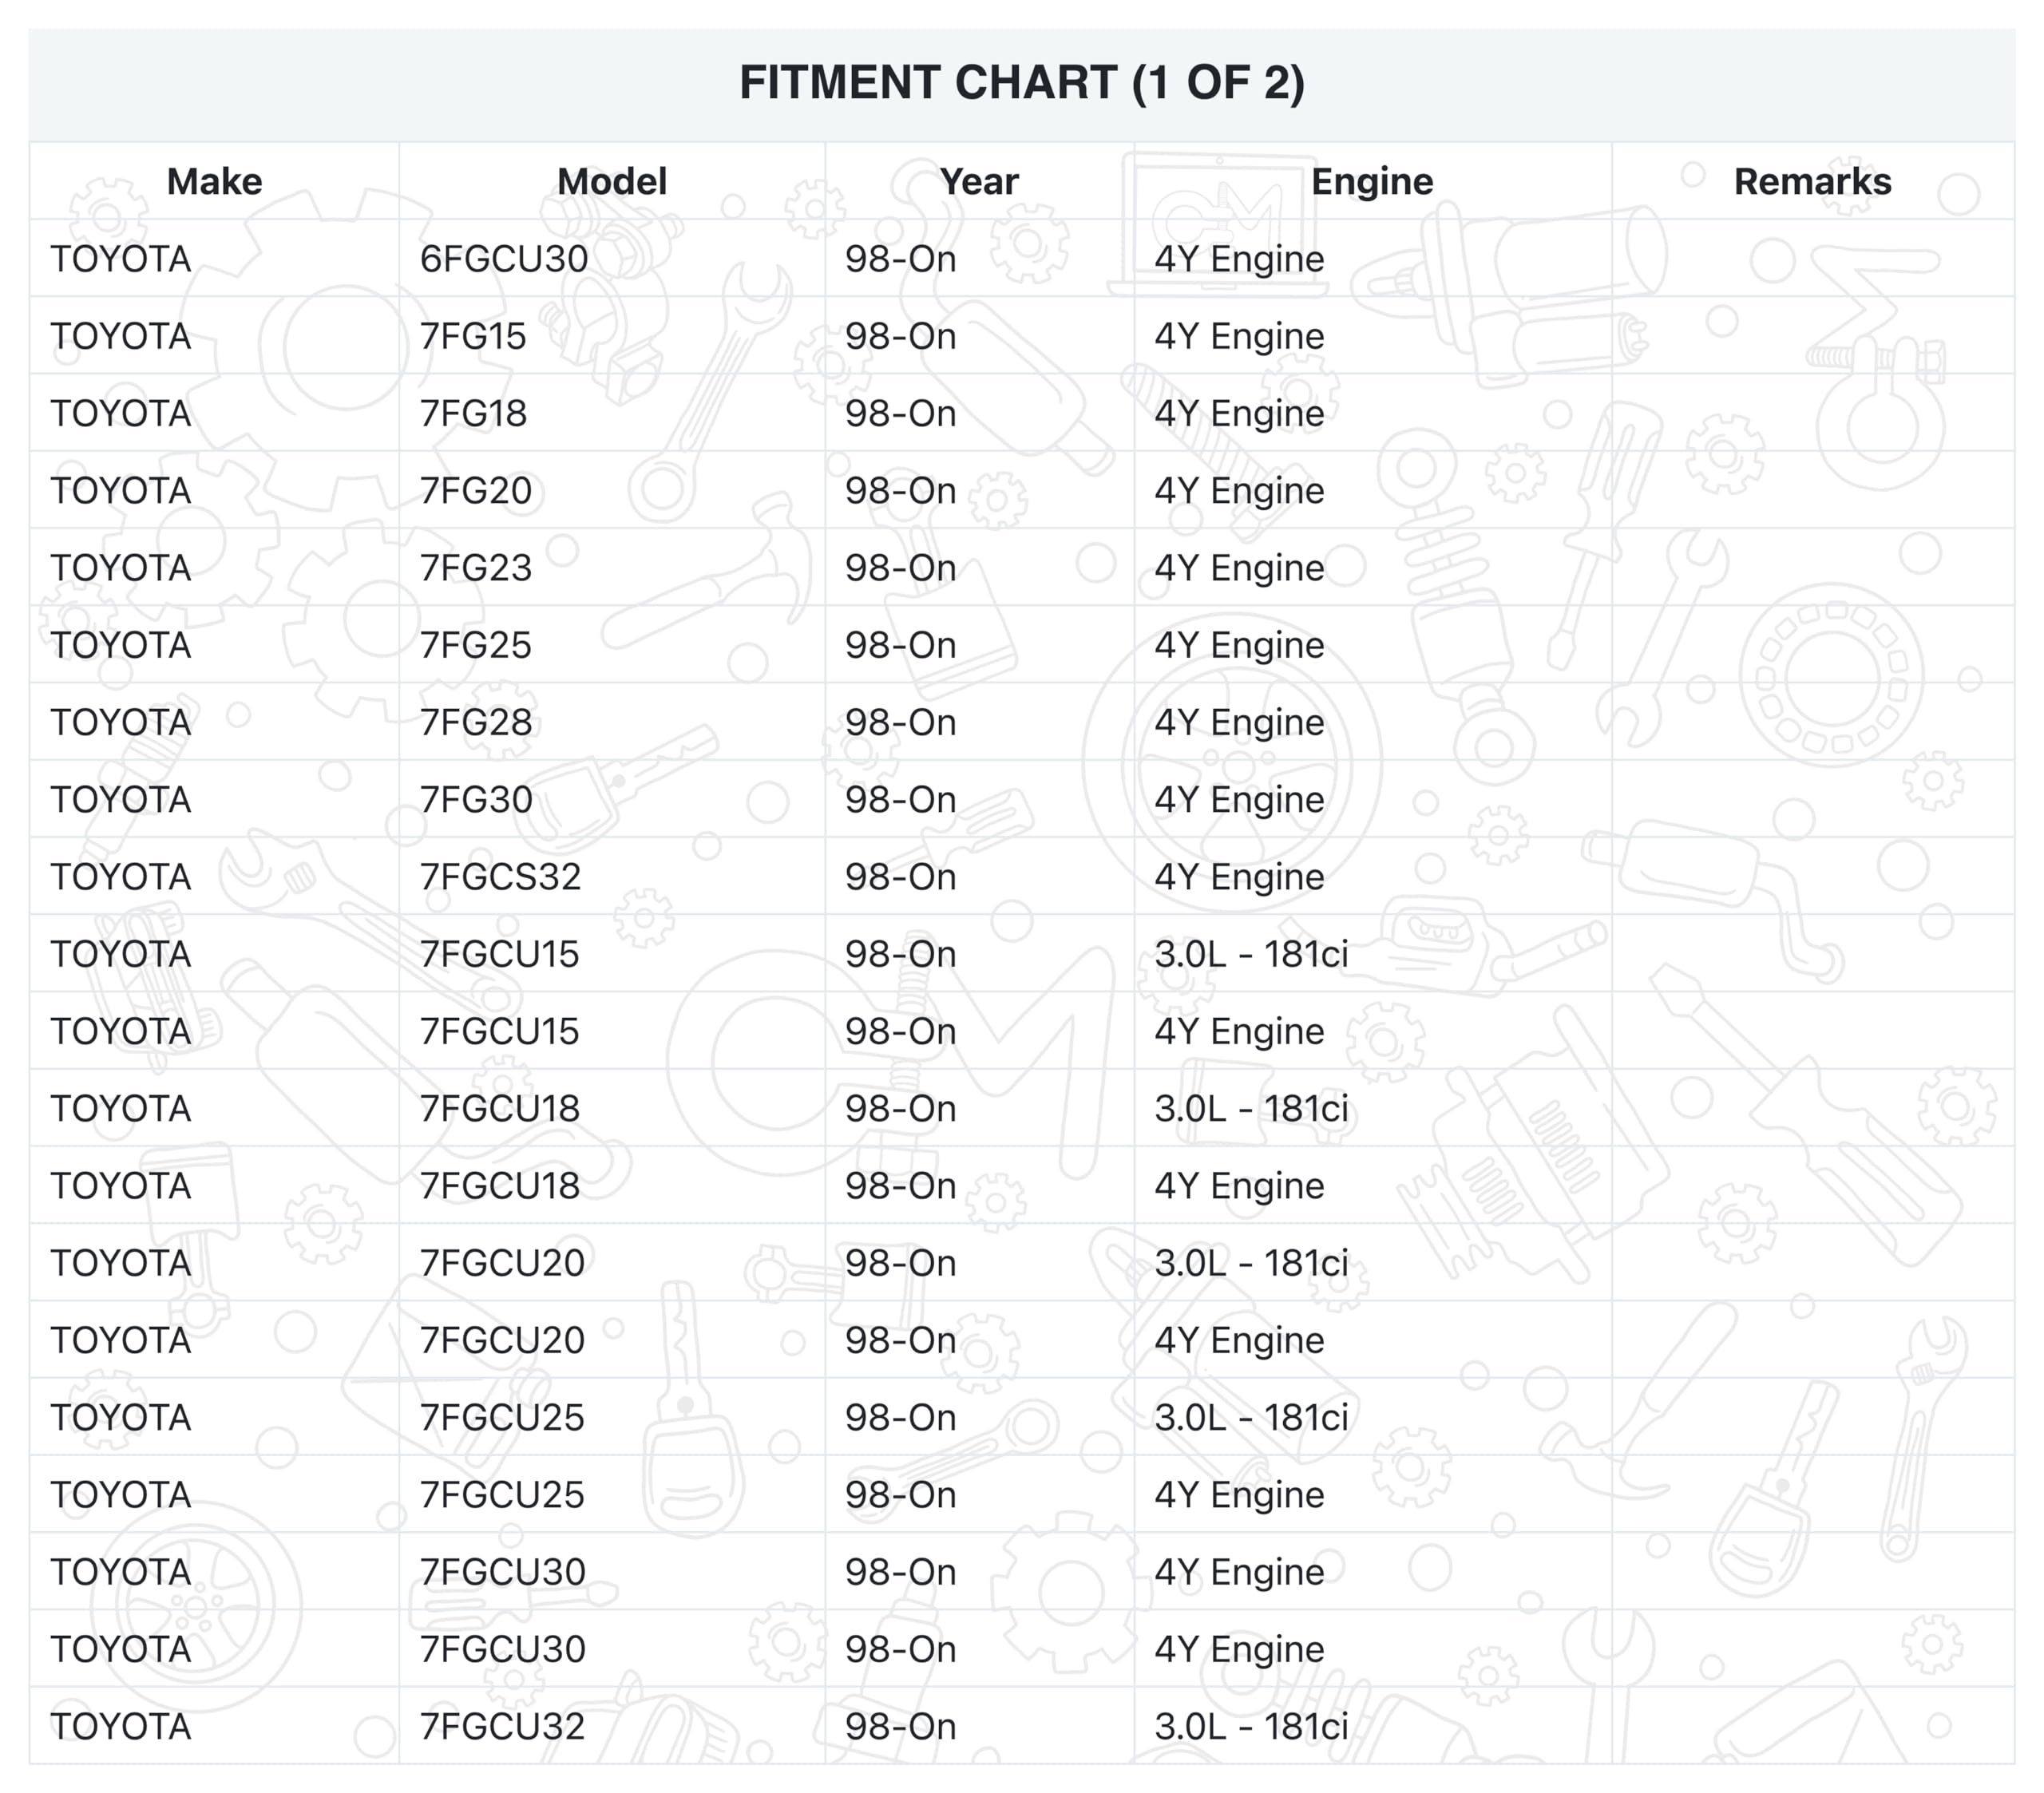 FITMENT CHART (1 OF 2)
Make Model Year Engine Remarks
TOYOTA 6FGCU30 98-On 4Y Engine
TOYOTA 7FG15 98-On 4Y Engine
TOYOTA 7FG18 98-On 4Y Engine
TOYOTA 7FG20 98-On 4Y Engine
TOYOTA 7FG23 98-On 4Y Engine
TOYOTA 7FG25 98-On 4Y Engine
TOYOTA 7FG28 98-On 4Y Engine
TOYOTA 7FG30 98-On 4Y Engine
TOYOTA 7FGCS32 98-On 4Y Engine
TOYOTA 7FGCU15 98-On 3.0L - 181ci
TOYOTA 7FGCU15 98-On 4Y Engine
TOYOTA 7FGCU18 98-On 3.0L - 181ci
TOYOTA 7FGCU18 98-On 4Y Engine
TOYOTA 7FGCU20 98-On 3.0L - 181ci
TOYOTA 7FGCU20 98-On 4Y Engine
TOYOTA 7FGCU25 98-On 3.0L - 181ci
TOYOTA 7FGCU25 98-On 4Y Engine
TOYOTA 7FGCU30 98-On 4Y Engine
TOYOTA 7FGCU30 98-On 4Y Engine
TOYOTA 7FGCU32 98-On 3.0L - 181ci